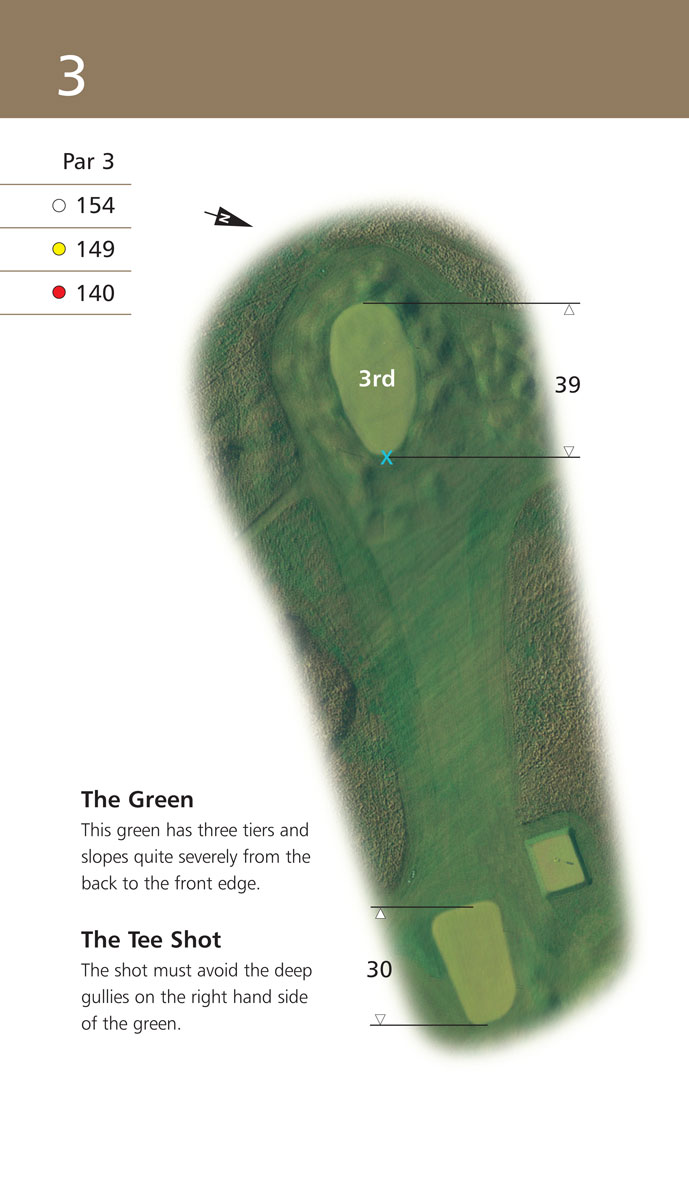 3
Par 3
154
149
140
N
3rd
39
X
The Green
This green has three tiers and
slopes quite severely from the
back to the front edge.
The Tee Shot
The shot must avoid the deep
gullies on the right hand side
of the green.
30